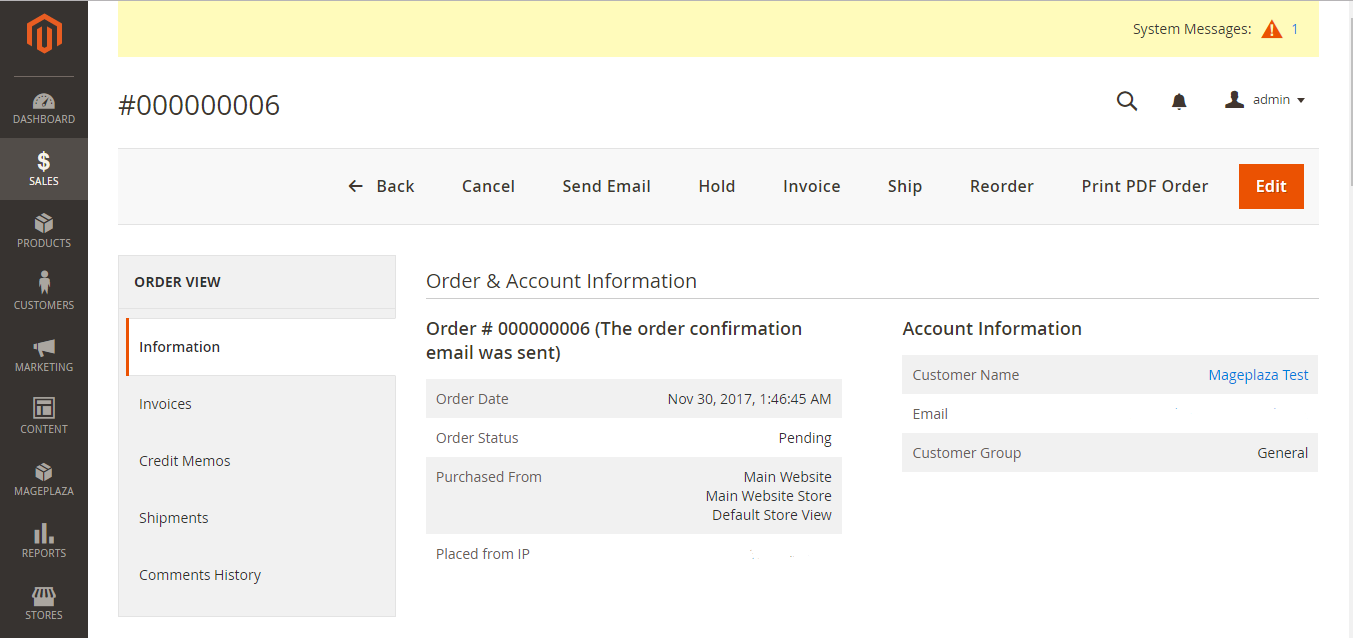 System Messages: 1
#000000006
admin
DASHBOARD
SALES
PRODUCTS
CUSTOMERS
MARKETING
CONTENT
MAGEPLAZA
REPORTS
STORES
Back Cancel Send Email Hold Invoice Ship Reorder Print PDF Order Edit
ORDER VIEW
Information
Invoices
Credit Memos
Shipments
Comments History
Order & Account Information
Order # 000000006 (The order confirmation
email was sent)
Order Date Nov 30, 2017, 1:46:45 AM
Order Status Pending
Purchased From Main Website
Main Website Store
Default Store View
Placed from IP
Account Information
Customer Name Mageplaza Test
Email
Customer Group General